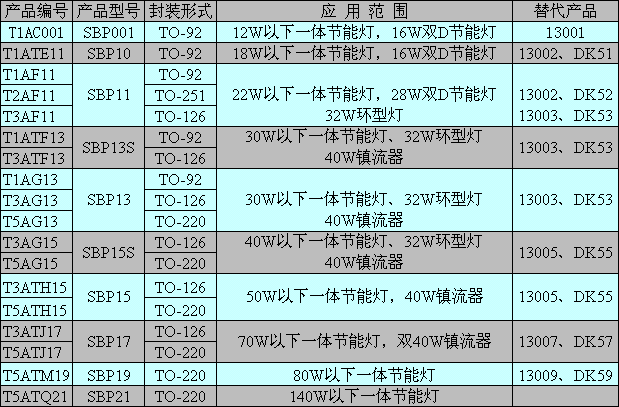 产品编号 产品型号 封装形式 应 用 范 围 替代产品
T1AC001 SBP001 TO-92 12W以下一体节能灯，16W双D节能灯 13001
T1ATE11 SBP10 TO-92 18W以下一体节能灯，16W双D节能灯 13002、DK51
T1AF11 TO-92
T2AF11 SBP11 TO-251 22W以下一体节能灯，28W双D节能灯 13002、DK52
T3AF11 TO-126 32W环型灯 13003、DK53
T1ATF13 TO-92 30W以下一体节能灯、32W环型灯
SBP13S 13003、DK53
T3ATF13 TO-126 40W镇流器
T1AG13 TO-92
T3AG13 SBP13 TO-126 30W以下一体节能灯、32W环型灯 13003、DK53
T5AG13 TO-220 40W镇流器
T3AG15 TO-126 40W以下一体节能灯、32W环型灯
SBP15S 13005、DK55
T5AG15 TO-220 40W镇流器
T3ATH15 TO-126
SBP15 50W以下一体节能灯，40W镇流器 13005、DK55
T5ATH15 TO-220
T3ATJ17 TO-126
SBP17 70W以下一体节能灯，双40W镇流器 13007、DK57
T5ATJ17 TO-220
T5ATM19 SBP19 TO-220 80W以下一体节能灯 13009、DK59
T5ATQ21 SBP21 TO-220 140W以下一体节能灯